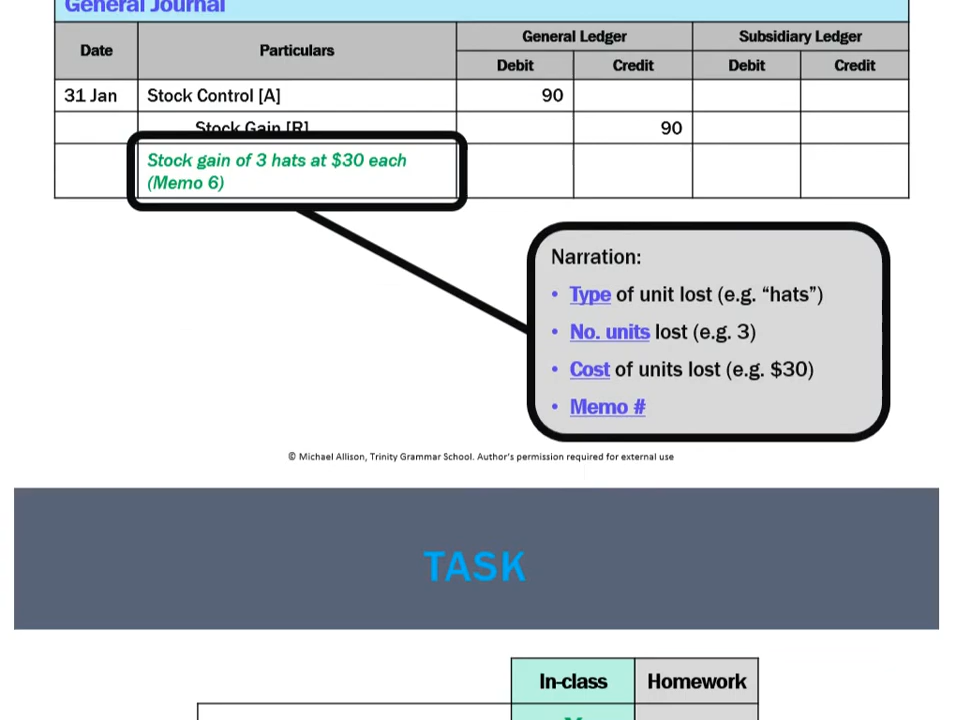 General Journal
Date Particulars General Ledger Subsidiary Ledger
Debit Credit Debit Credit
31 Jan Stock Control [A] 90
Stock Gain [R] 90
Stock gain of 3 hats at $30 each
(Memo 6)
Narration:
• Type of unit lost (e.g. “hats”)
• No. units lost (e.g. 3)
• Cost of units lost (e.g. $30)
• Memo #
© Michael Allison, Trinity Grammar School. Author's permission required for external use
TASK
In-class Homework